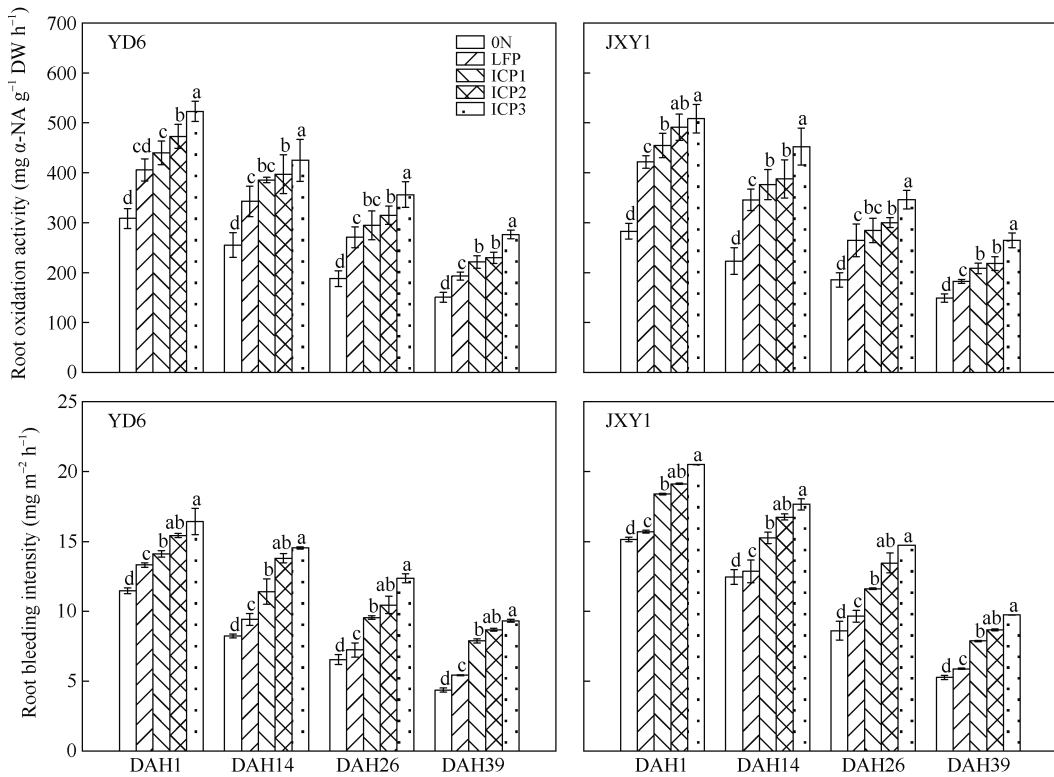 Root oxidation activity (mg α-NA g⁻¹ DW h⁻¹)
700
600
500
400
300
200
100
0
YD6
0N
LFP
ICP1
ICP2
ICP3
d cd c b a
d c bc b a
d c b b a
d c b b a
JXY1
d c b ab a
d c b b a
d c bc b a
d c b b a
Root bleeding intensity (mg m⁻² h⁻¹)
25
20
15
10
5
0
YD6
d c b ab a
d c b ab a
d c b ab a
d c b ab a
DAH1 DAH14 DAH26 DAH39
JXY1
d c b ab a
d c b ab a
d c b ab a
d c b ab a
DAH1 DAH14 DAH26 DAH39